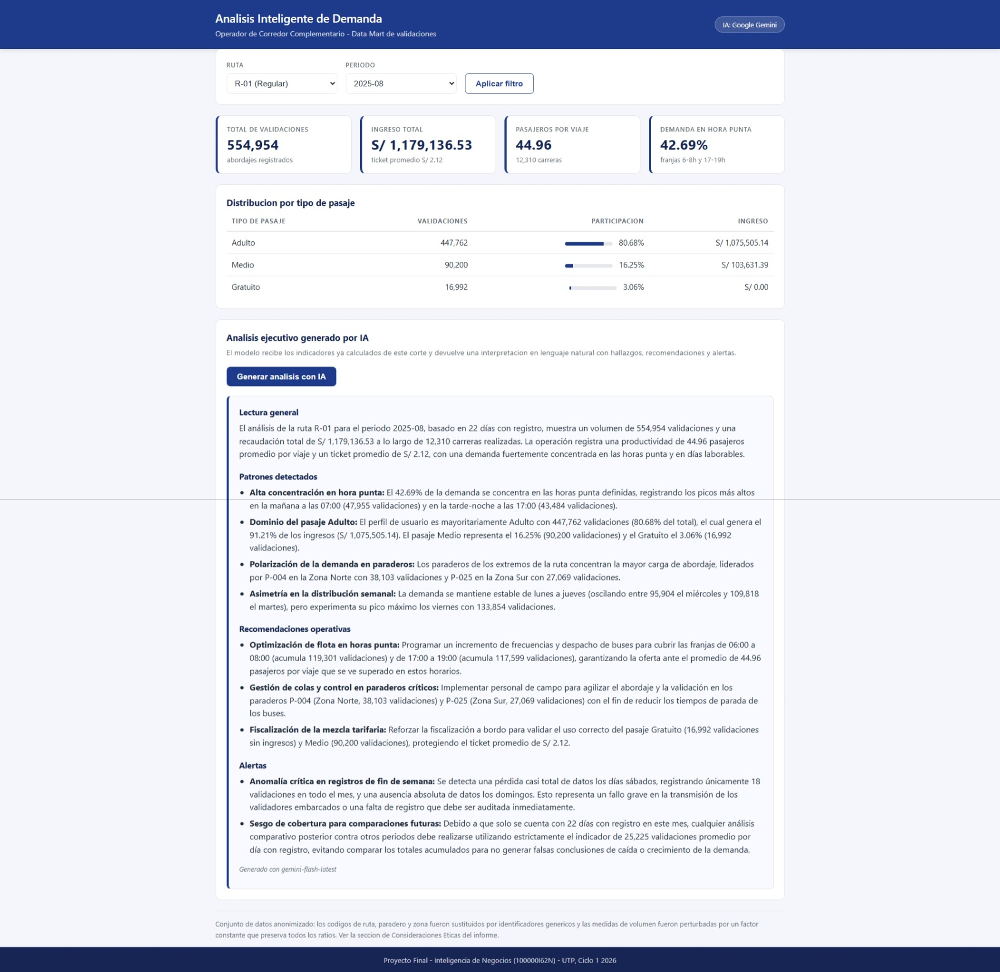 Analisis Inteligente de Demanda
Operador de Corredor Complementario - Data Mart de validaciones
IA: Google Gemini
RUTA
PERIODO
R-01 (Regular)
2025-08
Aplicar filtro
TOTAL DE VALIDACIONES
554,954
abordajes registrados
INGRESO TOTAL
S/ 1,179,136.53
ticket promedio S/ 2.12
PASAJEROS POR VIAJE
44.96
12,310 carreras
DEMANDA EN HORA PUNTA
42.69%
franjas 6-8h y 17-19h
Distribucion por tipo de pasaje
TIPO DE PASAJE VALIDACIONES PARTICIPACION INGRESO
Adulto 447,762 80.68% S/ 1,075,505.14
Medio 90,200 16.25% S/ 103,631.39
Gratuito 16,992 3.06% S/ 0.00
Analisis ejecutivo generado por IA
El modelo recibe los indicadores ya calculados de este corte y devuelve una interpretacion en lenguaje natural con hallazgos, recomendaciones y alertas.
Generar analisis con IA
Lectura general
El análisis de la ruta R-01 para el periodo 2025-08, basado en 22 días con registro, muestra un volumen de 554,954 validaciones y una
recaudación total de S/ 1,179,136.53 a lo largo de 12,310 carreras realizadas. La operación registra una productividad de 44.96 pasajeros
promedio por viaje y un ticket promedio de S/ 2.12, con una demanda fuertemente concentrada en las horas punta y en días laborables.
Patrones detectados
• Alta concentración en hora punta: El 42.69% de la demanda se concentra en las horas punta definidas, registrando los picos más altos
en la mañana a las 07:00 (47,955 validaciones) y en la tarde-noche a las 17:00 (43,484 validaciones).
• Dominio del pasaje Adulto: El perfil de usuario es mayoritariamente Adulto con 447,762 validaciones (80.68% del total), el cual genera el
91.21% de los ingresos (S/ 1,075,505.14). El pasaje Medio representa el 16.25% (90,200 validaciones) y el Gratuito el 3.06% (16,992
validaciones).
• Polarización de la demanda en paraderos: Los paraderos de los extremos de la ruta concentran la mayor carga de abordaje, liderados
por P-004 en la Zona Norte con 38,103 validaciones y P-025 en la Zona Sur con 27,069 validaciones.
• Asimetría en la distribución semanal: La demanda se mantiene estable de lunes a jueves (oscilando entre 95,904 el miércoles y 109,818
el martes), pero experimenta su pico máximo los viernes con 133,854 validaciones.
Recomendaciones operativas
• Optimización de flota en horas punta: Programar un incremento de frecuencias y despacho de buses para cubrir las franjas de 06:00 a
08:00 (acumula 119,301 validaciones) y de 17:00 a 19:00 (acumula 117,599 validaciones), garantizando la oferta ante el promedio de 44.96
pasajeros por viaje que se ve superado en estos horarios.
• Gestión de colas y control en paraderos críticos: Implementar personal de campo para agilizar el abordaje y la validación en los
paraderos P-004 (Zona Norte, 38,103 validaciones) y P-025 (Zona Sur, 27,069 validaciones) con el fin de reducir los tiempos de parada de
los buses.
• Fiscalización de la mezcla tarifaria: Reforzar la fiscalización a bordo para validar el uso correcto del pasaje Gratuito (16,992 validaciones
sin ingresos) y Medio (90,200 validaciones), protegiendo el ticket promedio de S/ 2.12.
Alertas
• Anomalía crítica en registros de fin de semana: Se detecta una pérdida casi total de datos los días sábados, registrando únicamente 18
validaciones en todo el mes, y una ausencia absoluta de datos los domingos. Esto representa un fallo grave en la transmisión de los
validadores embarcados o una falta de registro que debe ser auditada inmediatamente.
• Sesgo de cobertura para comparaciones futuras: Debido a que solo se cuenta con 22 días con registro en este mes, cualquier análisis
comparativo posterior contra otros periodos debe realizarse utilizando estrictamente el indicador de 25,225 validaciones promedio por
día con registro, evitando comparar los totales acumulados para no generar falsas conclusiones de caída o crecimiento de la demanda.
Generado con gemini-flash-latest
Conjunto de datos anonimizado: los codigos de ruta, paradero y zona fueron sustituidos por identificadores genericos y las medidas de volumen fueron perturbadas por un factor
constante que preserva todos los ratios. Ver la seccion de Consideraciones Eticas del informe.
Proyecto Final - Inteligencia de Negocios (100000I62N) - UTP, Ciclo 1 2026